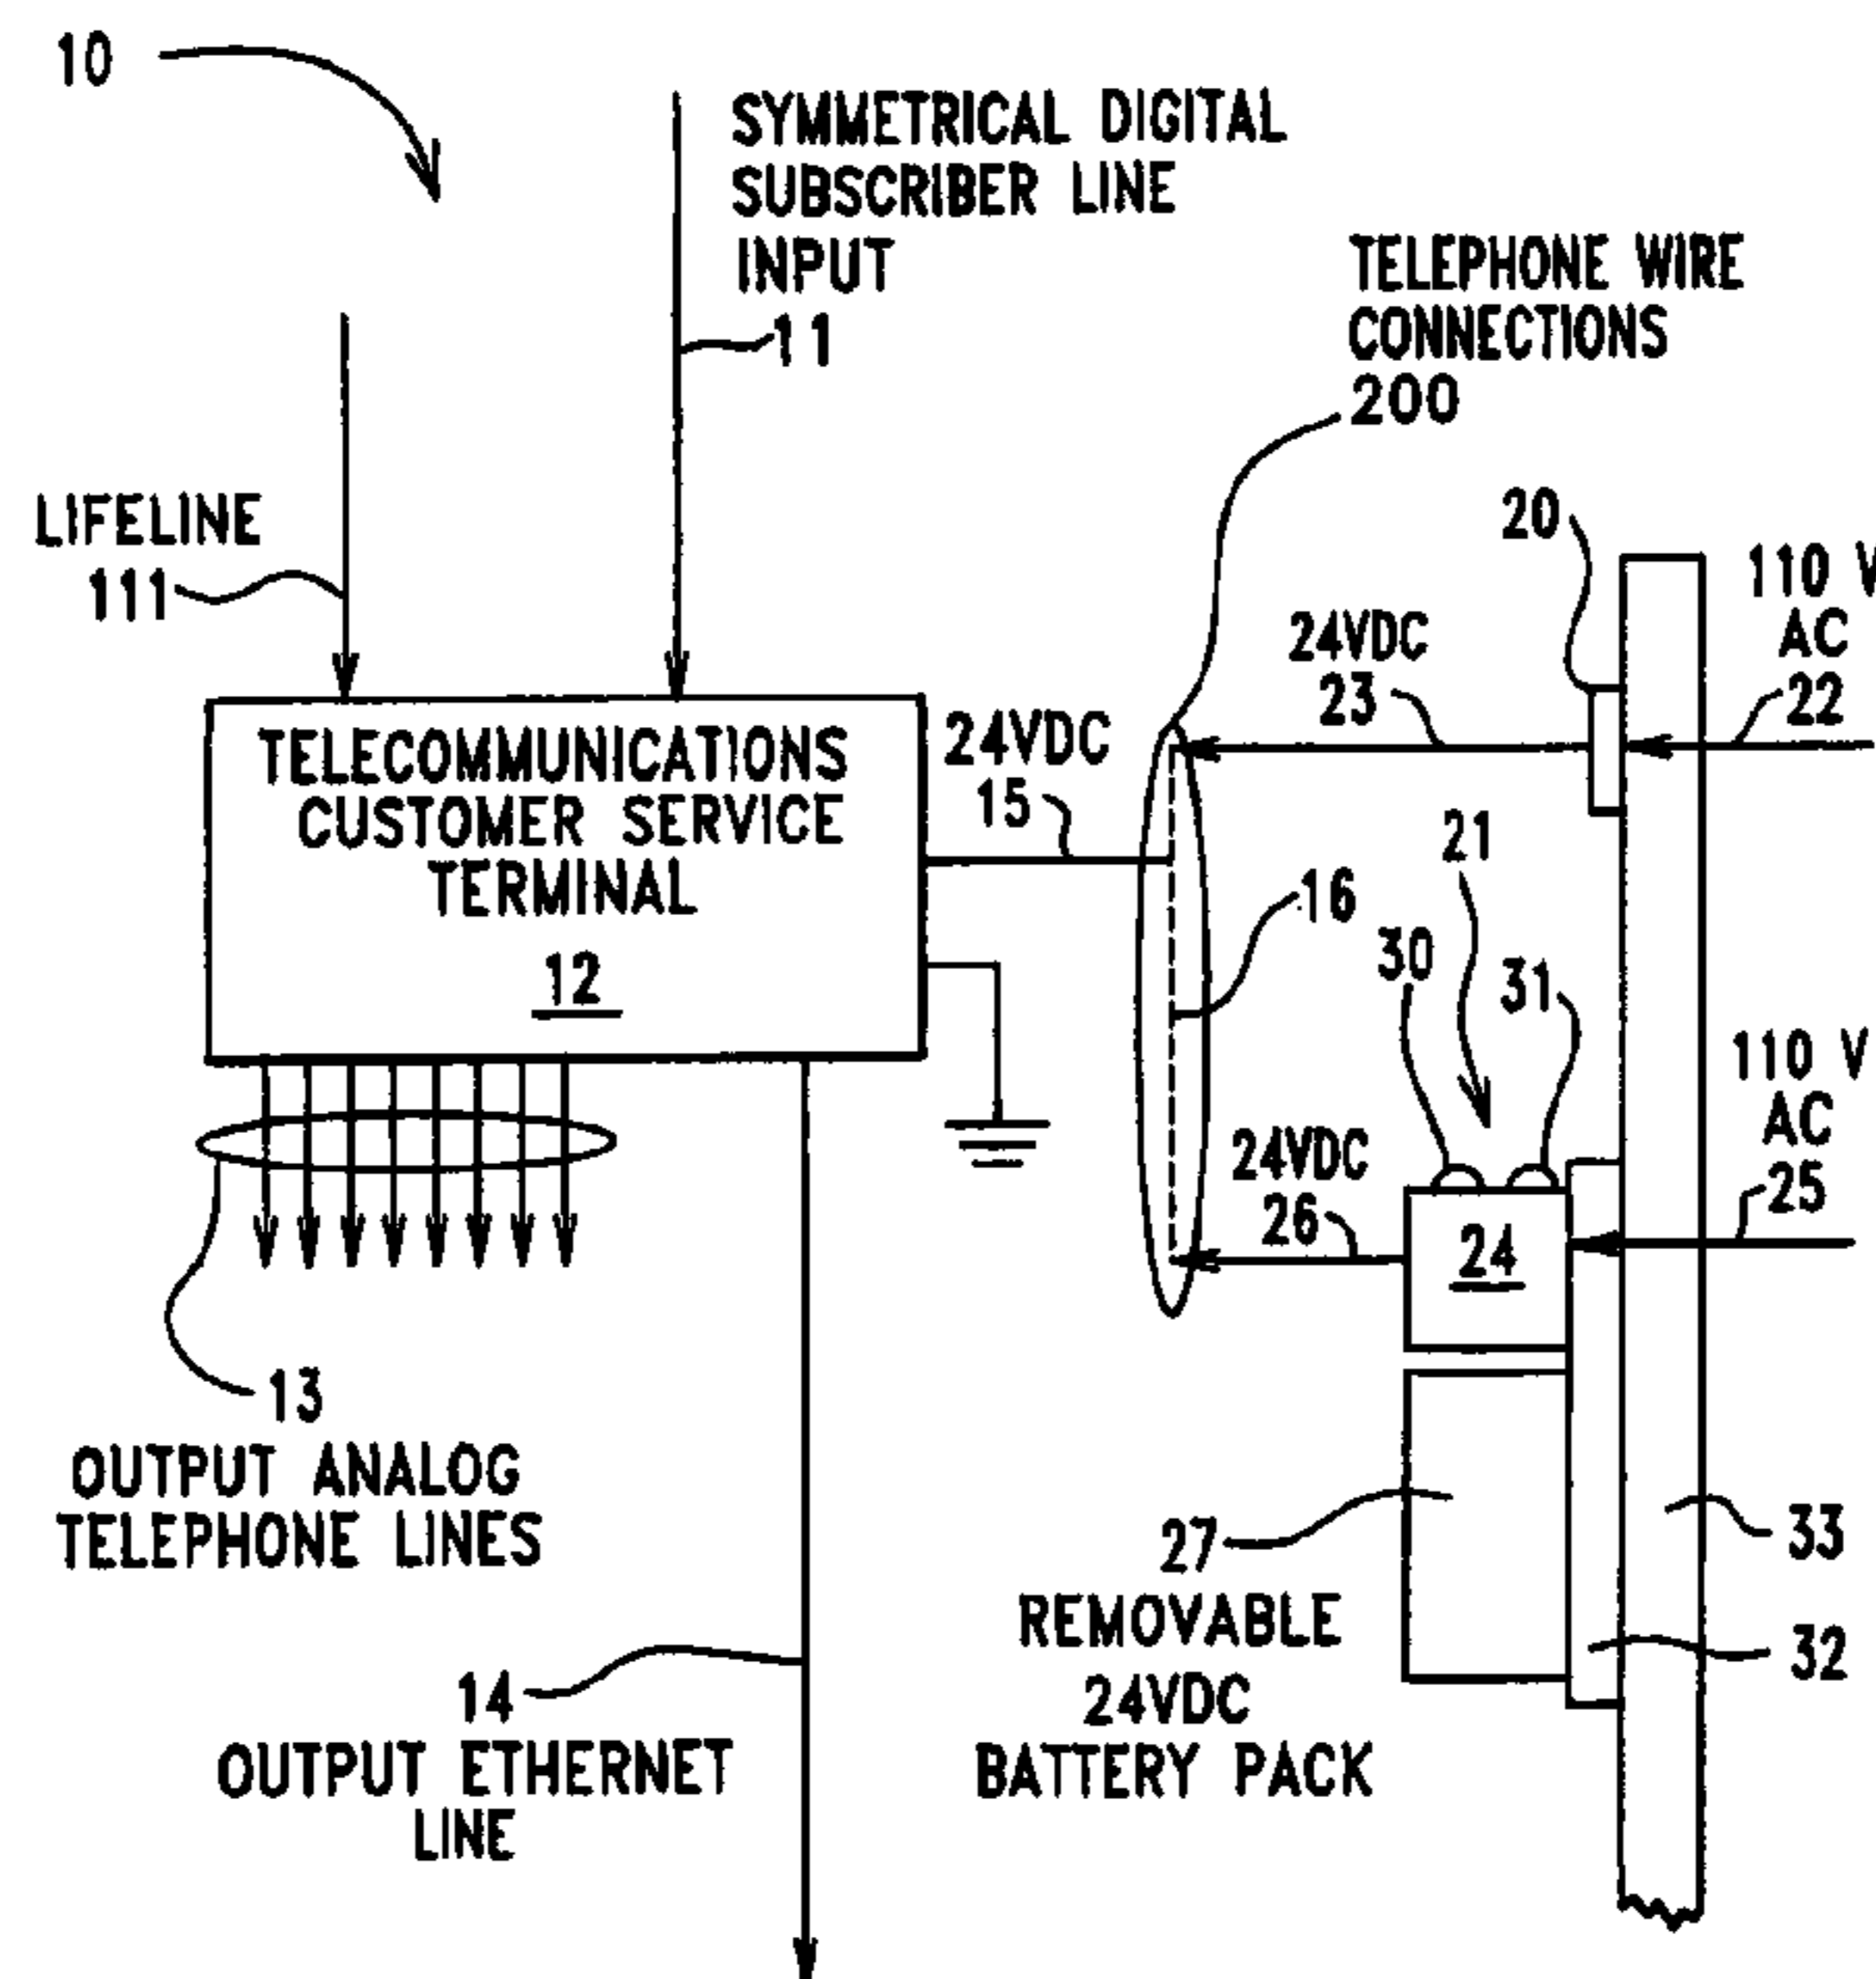 10
SYMMETRICAL DIGITAL
SUBSCRIBER LINE
INPUT
11
TELEPHONE WIRE
CONNECTIONS
200
LIFELINE
111
20
110 V
AC
22
24VDC
23
TELECOMMUNICATIONS
CUSTOMER SERVICE
TERMINAL
12
24VDC
15
16
21
30
31
110 V
AC
25
24VDC
26
24
13
OUTPUT ANALOG
TELEPHONE LINES
27
REMOVABLE
24VDC
BATTERY PACK
33
32
14
OUTPUT ETHERNET
LINE